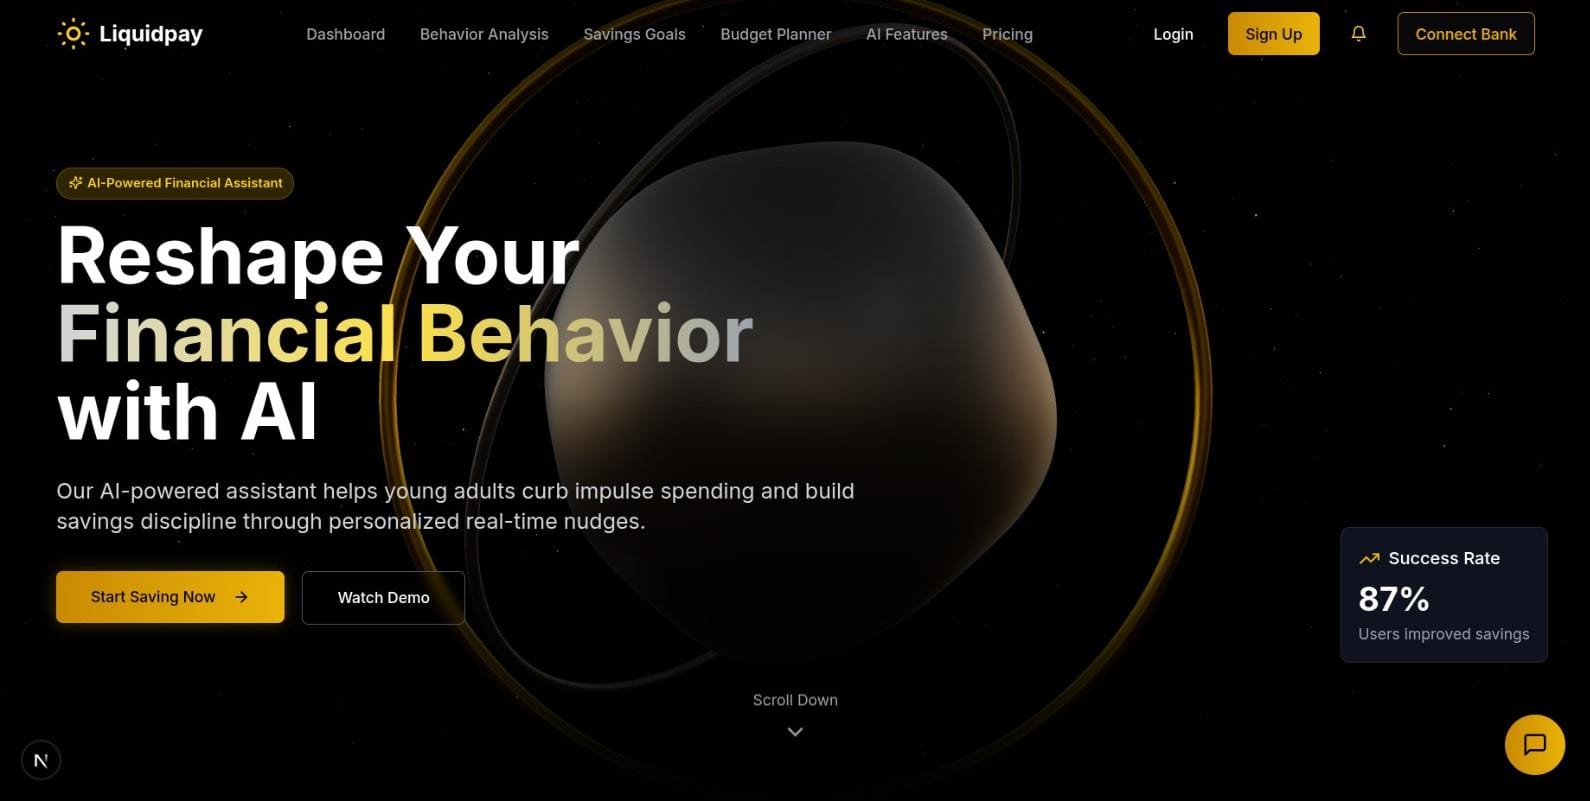 Liquidpay
Dashboard
Behavior Analysis
Savings Goals
Budget Planner
AI Features
Pricing
Login
Sign Up
Connect Bank
AI-Powered Financial Assistant
Reshape Your
Financial Behavior
with AI
Our AI-powered assistant helps young adults curb impulse spending and build
savings discipline through personalized real-time nudges.
Start Saving Now
Watch Demo
Success Rate
87%
Users improved savings
Scroll Down
N